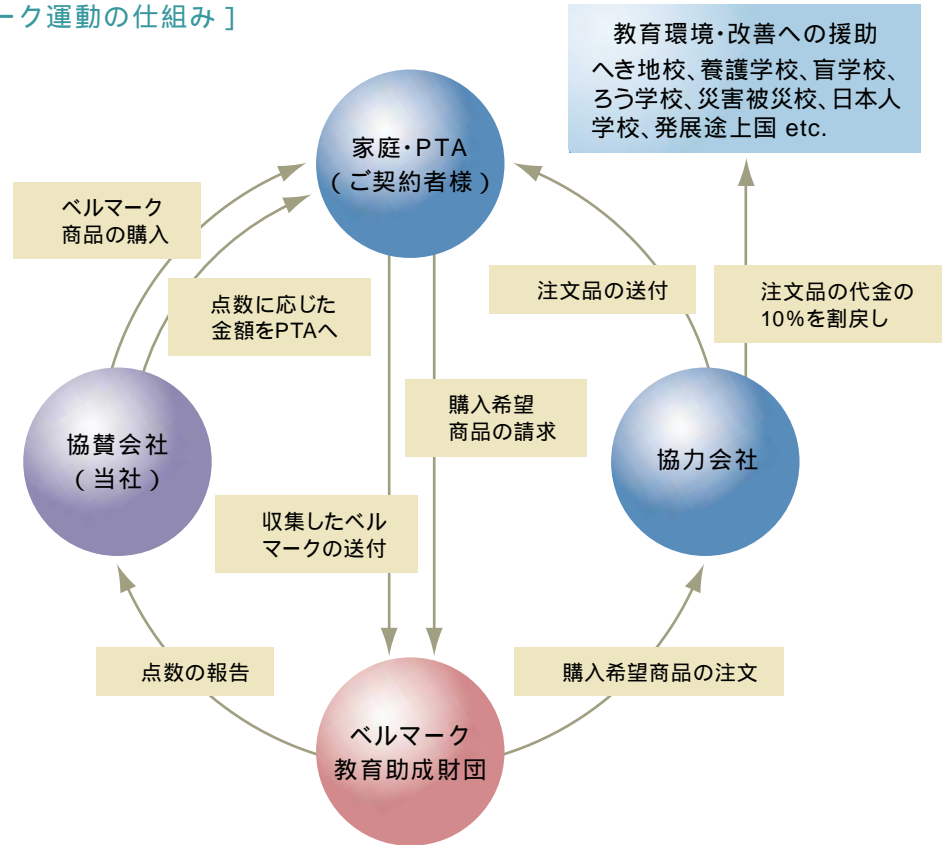 ーク運動の仕組み ]
教育環境・改善への援助
へき地校、養護学校、盲学校、
ろう学校、災害被災校、日本人
学校、発展途上国 etc.
家庭・PTA
( ご契約者様 )
ベルマーク
商品の購入
点数に応じた
金額をPTAへ
注文品の送付
注文品の代金の
10%を割戻し
協賛会社
( 当社 )
購入希望
商品の請求
協力会社
収集したベル
マークの送付
点数の報告
購入希望商品の注文
ベルマーク
教育助成財団